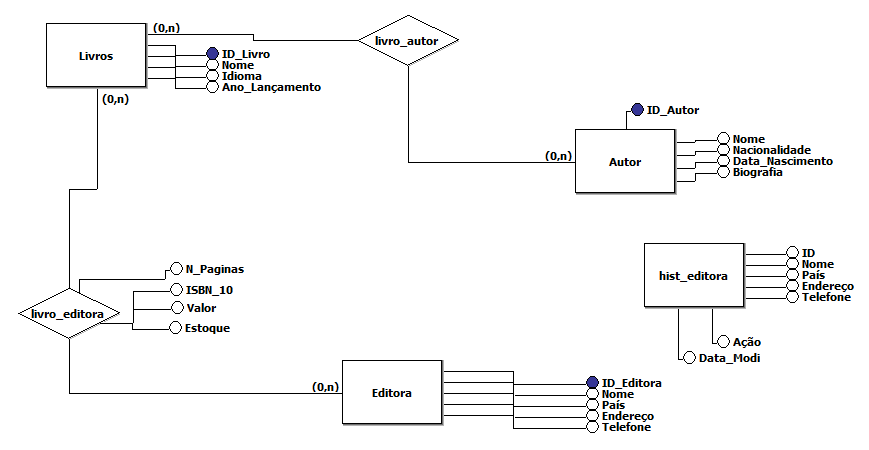 (0,n)
livro_autor
Livros
ID_Livro
Nome
Idioma
Ano_Lançamento
(0,n)
ID_Autor
(0,n)
Autor
Nome
Nacionalidade
Data_Nascimento
Biografia
N_Paginas
ISBN_10
Valor
Estoque
livro_editora
hist_editora
ID
Nome
País
Endereço
Telefone
Ação
Data_Modi
(0,n)
Editora
ID_Editora
Nome
País
Endereço
Telefone